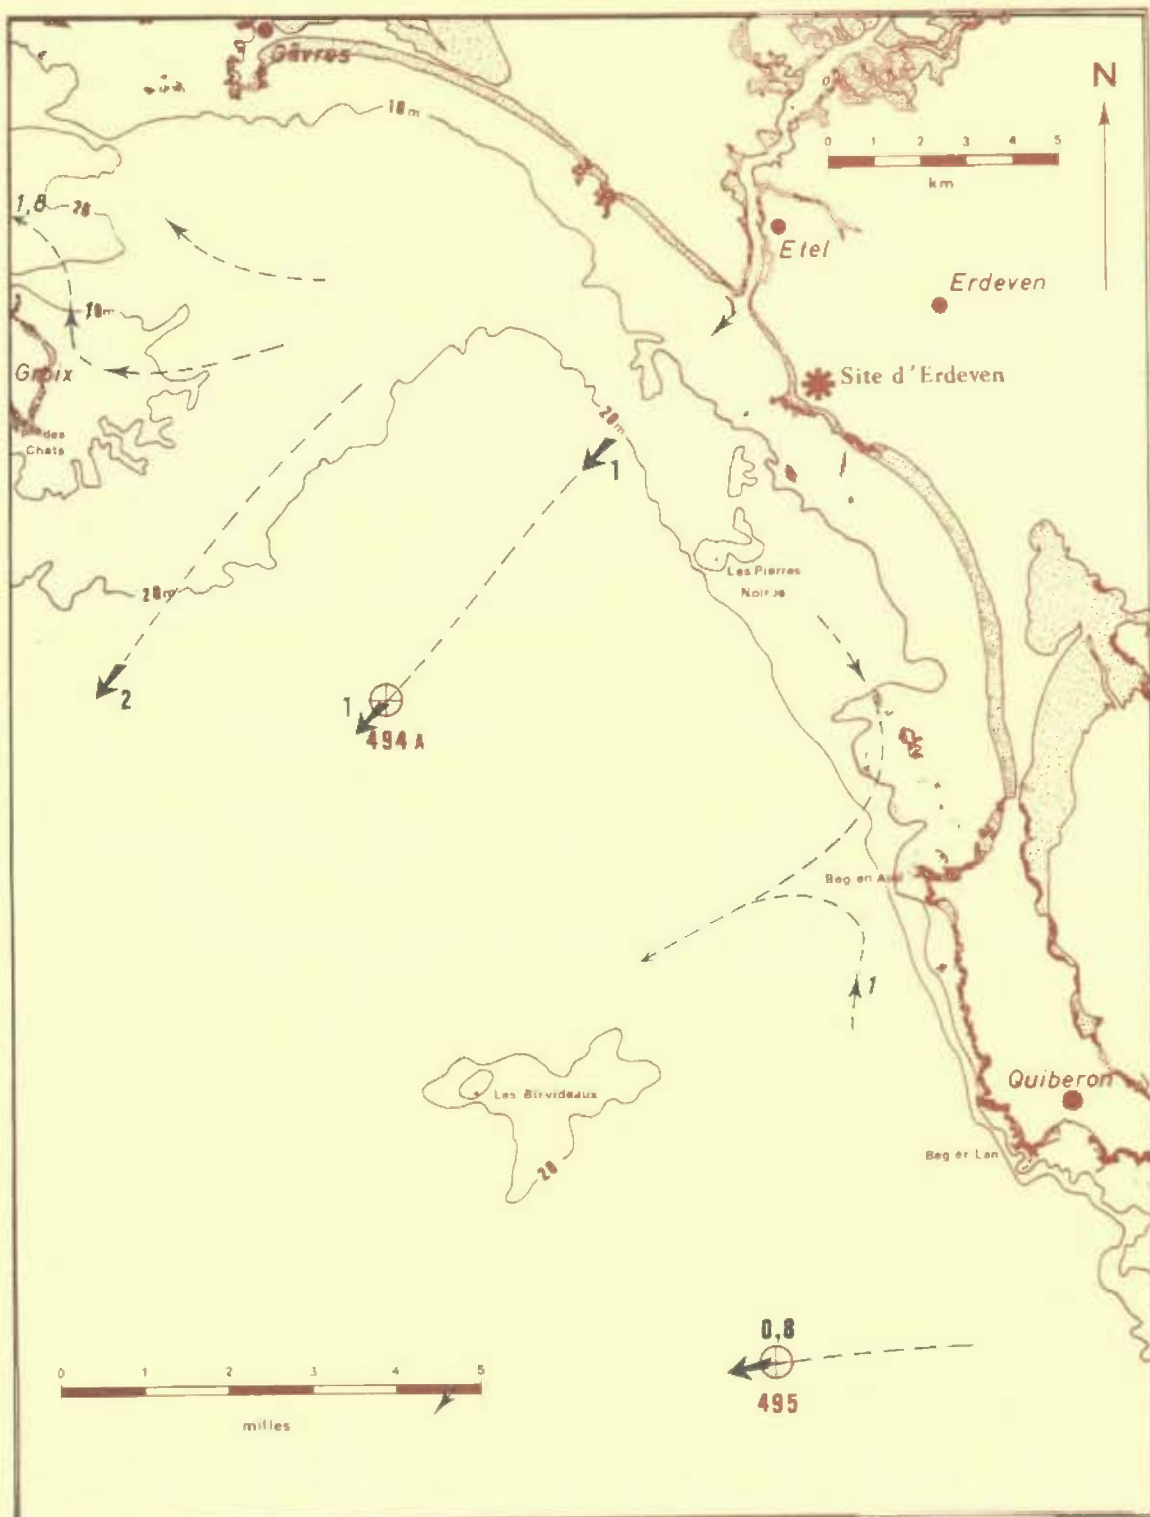 Gâvres
10m
N
0 1 2 3 4 5
km
1,8
20
Etel
Erdeven
10m
Groix
Site d'Erdeven
des
Chats
20m
1
Les Pierres
Noires
20m
2
1
494 A
Beg en Aud
1
Quiberon
Les Birvideaux
Beg er Lan
20
0,8
0 1 2 3 4 5
495
milles